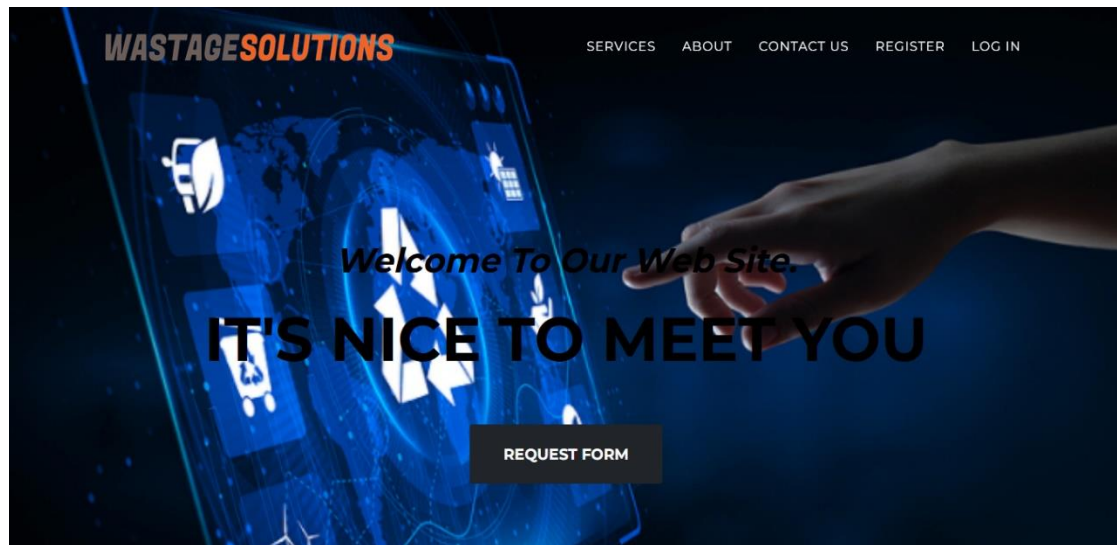 WASTAGESOLUTIONS
SERVICES ABOUT CONTACT US REGISTER LOG IN
Welcome To Our Web Site.
IT'S NICE TO MEET YOU
REQUEST FORM